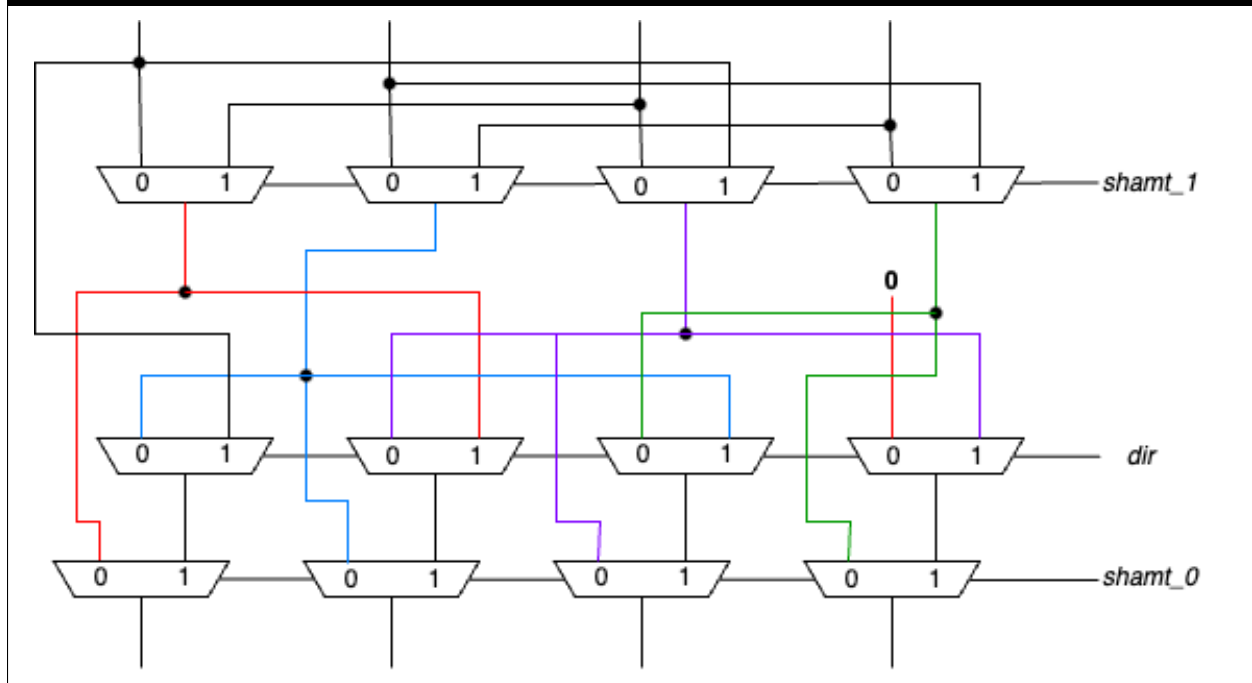 0 1 0 1 0 1 0 1 shamt_1
0
0 1 0 1 0 1 0 1 dir
0 1 0 1 0 1 0 1 shamt_0